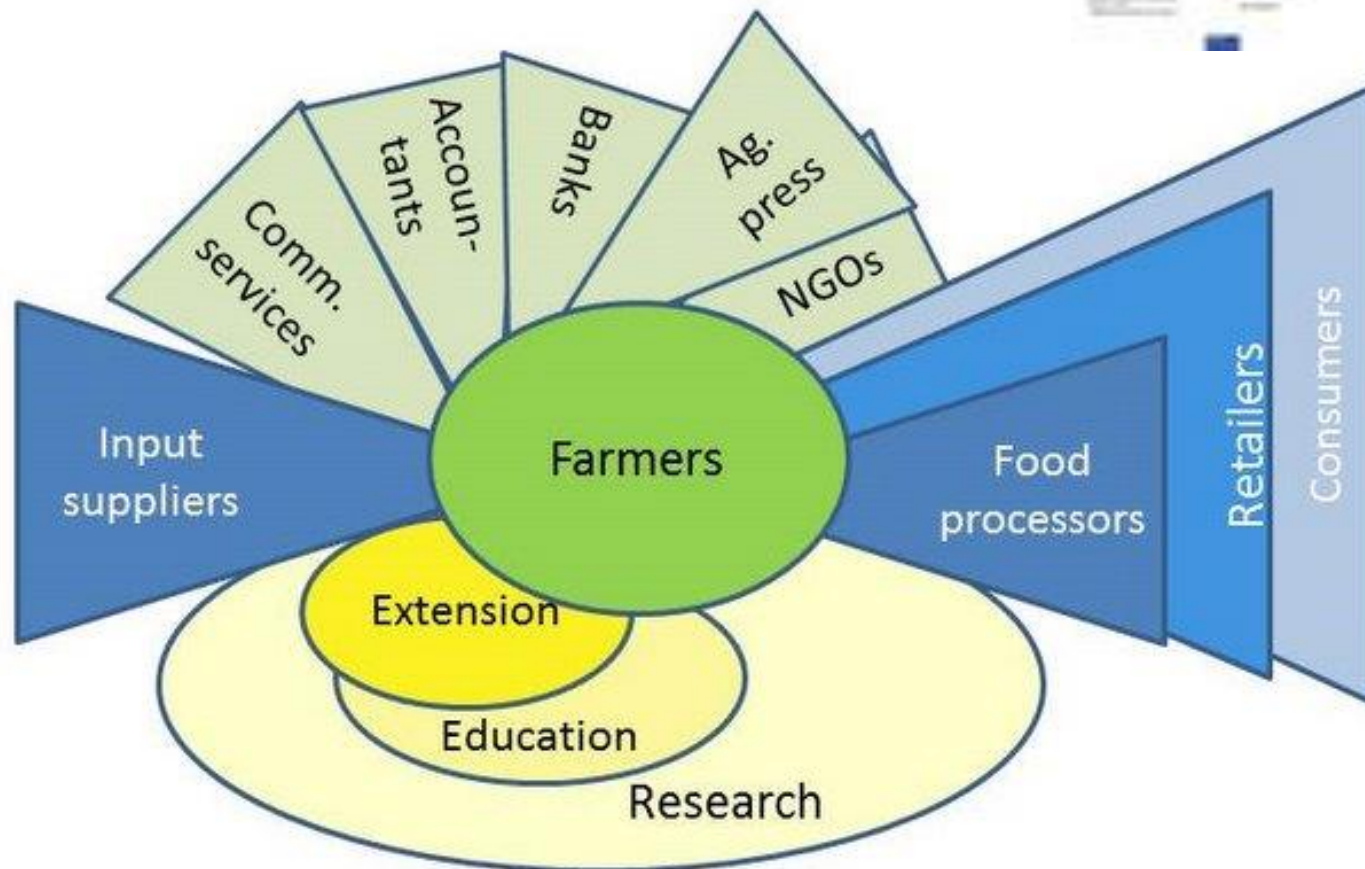 Accoun-
tants
Banks
Ag.
press
Comm.
services
NGOs
Input
suppliers
Farmers
Food
processors
Retailers
Consumers
Extension
Education
Research